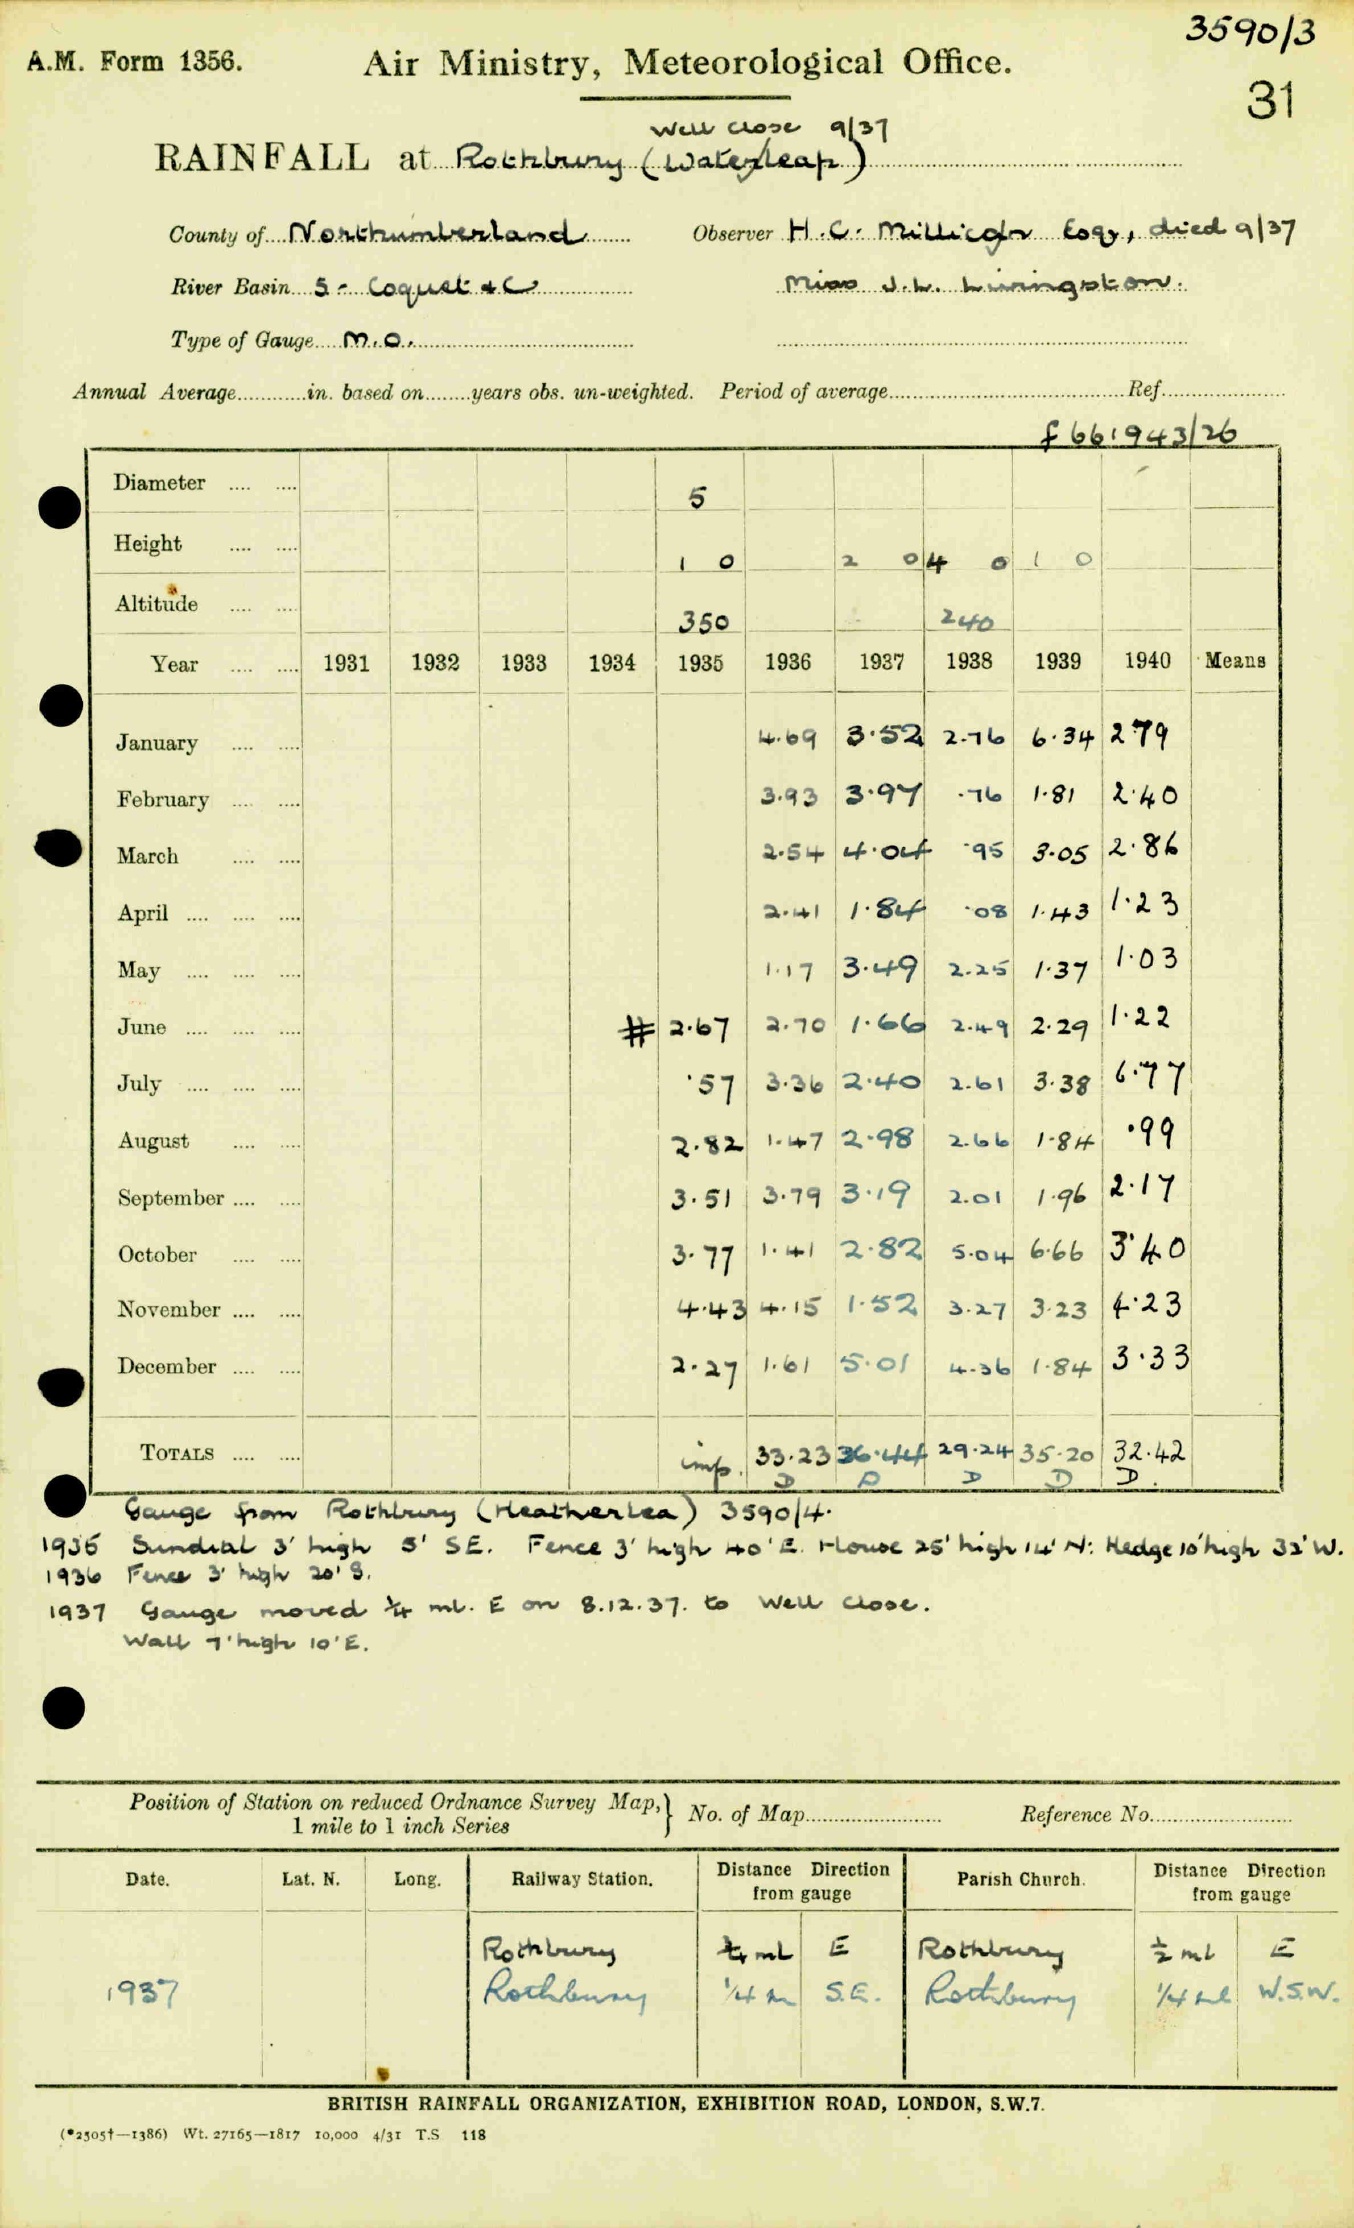 3590/3
A.M. Form 1356. Air Ministry, Meteorological Office.
31
Well Close 9/37
RAINFALL at Rothbury (Waterleap)
County of Northumberland Observer H.C. Millican Esq, died 9/37
River Basin 5 - Coquet & C Miss J.L. Livingston.
Type of Gauge M.O.
Annual Average in. based on years obs. un-weighted. Period of average Ref.
f 661943/26
Diameter 5
Height 1 0 2 0 4 0 1 0
Altitude 350 240
Year 1931 1932 1933 1934 1935 1936 1937 1938 1939 1940 Means
January 4.69 3.52 2.76 6.34 2.79
February 3.93 3.97 .76 1.81 2.40
March 2.54 4.04 .95 3.05 2.86
April 2.41 1.84 .08 1.43 1.23
May 1.17 3.49 2.25 1.37 1.03
June # 2.67 2.70 1.66 2.49 2.29 1.22
July .57 3.36 2.40 2.61 3.38 6.77
August 2.82 1.47 2.98 2.66 1.84 .99
September 3.51 3.79 3.19 2.01 1.96 2.17
October 3.77 1.41 2.82 5.04 6.66 3.40
November 4.43 4.15 1.52 3.27 3.23 4.23
December 2.27 1.61 5.01 4.36 1.84 3.33
TOTALS imp. 33.23 36.44 29.24 35.20 32.42
D D D D D.
Gauge from Rothbury (Heatherlea) 3590/4.
1935 Sundial 3' high 5' SE. Fence 3' high 40' E. House 25' high 14' N: Hedge 10' high 32' W.
1936 Fence 3' high 20' S.
1937 Gauge moved ¼ ml. E on 8.12.37. to Well Close.
Wall 7' high 10' E.
Position of Station on reduced Ordnance Survey Map, 1 mile to 1 inch Series } No. of Map Reference No.
Date. Lat. N. Long. Railway Station. Distance Direction from gauge Parish Church. Distance Direction from gauge
Rothbury ¾ ml E Rothbury ½ ml E
1937 Rothbury ¼ m S.E. Rothbury ¼ ml W.S.W.
BRITISH RAINFALL ORGANIZATION, EXHIBITION ROAD, LONDON, S.W.7.
(*2505†—1386) Wt. 27165—1817 10,000 4/31 T.S 118